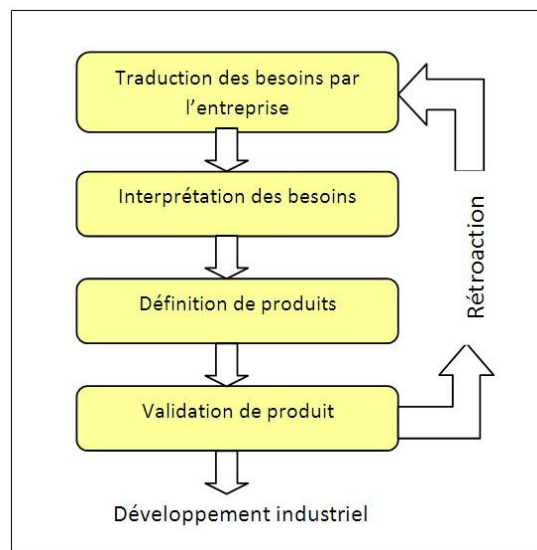 Traduction des besoins par
l’entreprise
Interprétation des besoins
Définition de produits
Validation de produit
Développement industriel
Rétroaction